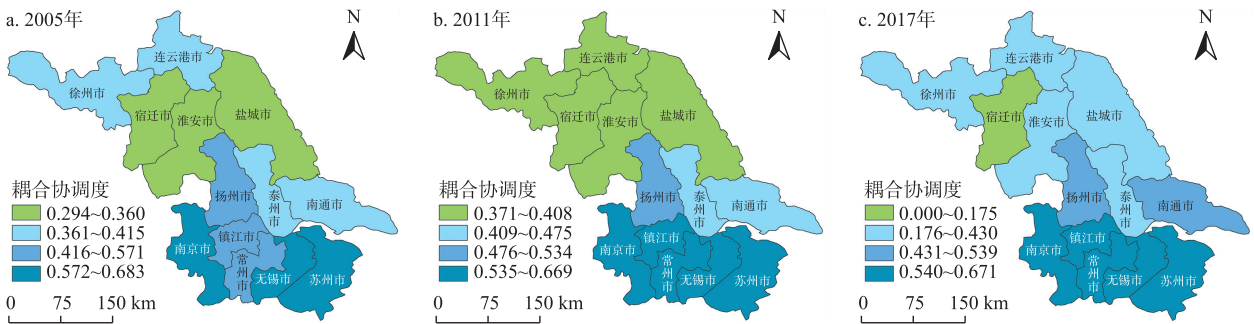 a. 2005年
N
连云港市
徐州市
宿迁市
淮安市
盐城市
扬州市
泰州市
南通市
南京市
镇江市
常州市
无锡市
苏州市
耦合协调度
0.294~0.360
0.361~0.415
0.416~0.571
0.572~0.683
0 75 150 km
b. 2011年
N
连云港市
徐州市
宿迁市
淮安市
盐城市
扬州市
泰州市
南通市
南京市
镇江市
常州市
无锡市
苏州市
耦合协调度
0.371~0.408
0.409~0.475
0.476~0.534
0.535~0.669
0 75 150 km
c. 2017年
N
连云港市
徐州市
宿迁市
淮安市
盐城市
扬州市
泰州市
南通市
南京市
镇江市
常州市
无锡市
苏州市
耦合协调度
0.000~0.175
0.176~0.430
0.431~0.539
0.540~0.671
0 75 150 km